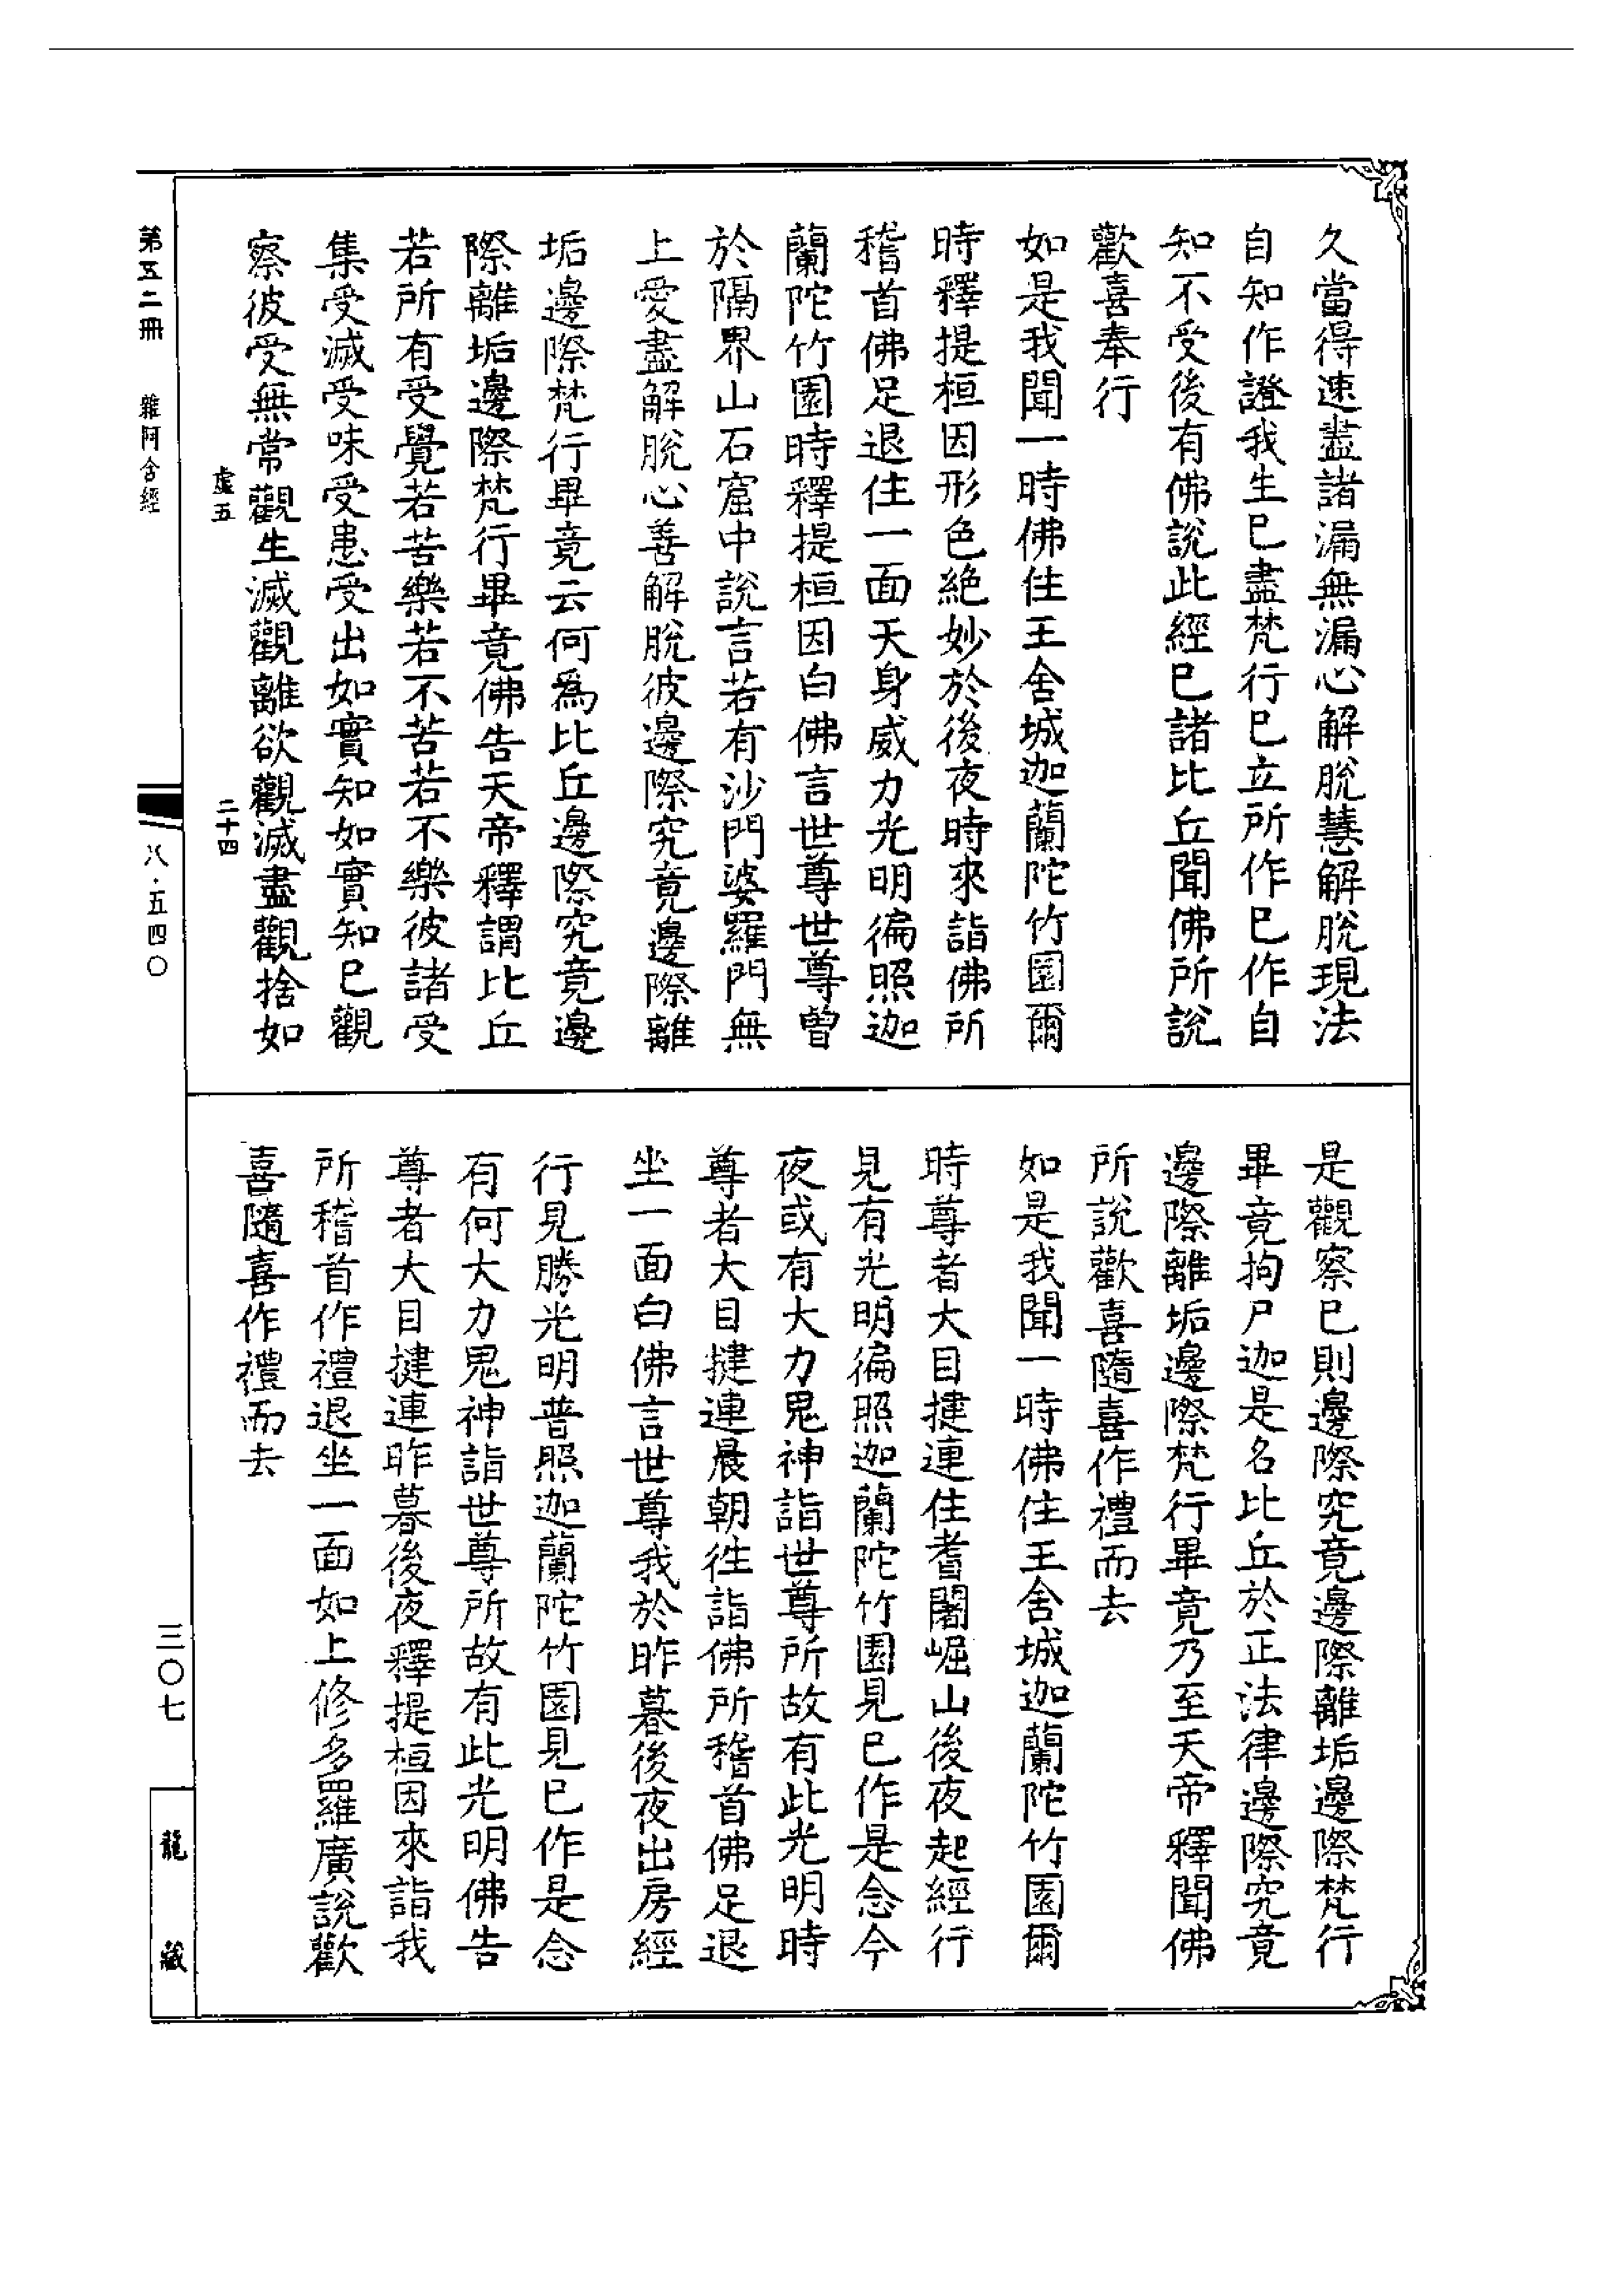 久當得速盡諸漏無漏心解脫慧解脫現法
自知作證我生已盡梵行已立所作已作自
知不受後有佛說此經已諸比丘聞佛所說
歡喜奉行
如是我聞一時佛住王舍城迦蘭陀竹園爾
時釋提桓因形色絶妙於後夜時來詣佛所
稽首佛足退住一面天身威力光明徧照迦
蘭陀竹園時釋提桓因白佛言世尊世尊曾
於隔界山石窟中說言若有沙門婆羅門無
上愛盡解脫心善解脫彼邊際究竟邊際離
垢邊際梵行畢竟云何為比丘邊際究竟邊
際離垢邊際梵行畢竟佛告天帝釋謂比丘
若所有受覺若苦樂若不苦若不樂彼諸受
集受滅受味受患受出如實知如實知已觀
察彼受無常觀生滅觀離欲觀滅盡觀捨如
是觀察已則邊際究竟邊際離垢邊際梵行
畢竟拘尸迦是名比丘於正法律邊際究竟
邊際離垢邊際梵行畢竟乃至天帝釋聞佛
所說歡喜隨喜作禮而去
如是我聞一時佛住王舍城迦蘭陀竹園爾
時尊者大目揵連住耆闍崛山後夜起經行
見有光明徧照迦蘭陀竹園見已作是念今
夜或有大力鬼神詣世尊所故有此光明時
尊者大目揵連晨朝往詣佛所稽首佛足退
坐一面白佛言世尊我於昨暮後夜出房經
行見勝光明普照迦蘭陀竹園見已作是念
有何大力鬼神詣世尊所故有此光明佛告
尊者大目揵連昨暮後夜釋提桓因來詣我
所稽首作禮退坐一面如上修多羅廣說歡
喜隨喜作禮而去
虛五
二十四
第五二冊
雜阿含經
八·五四〇
三〇七
龍藏